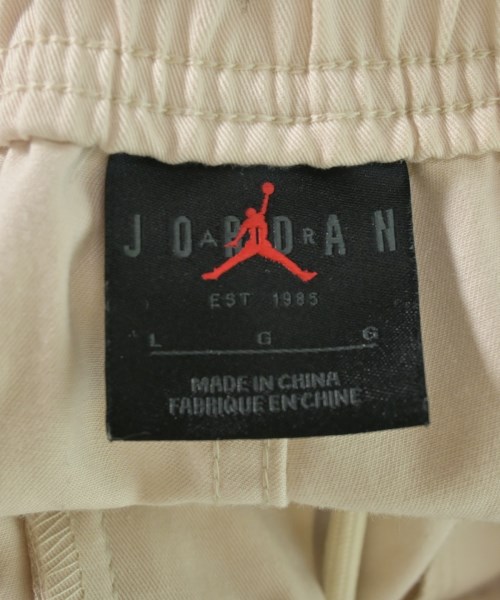 JORDAN
AIR
EST 1985
L G G
MADE IN CHINA
FABRIQUE EN CHINE